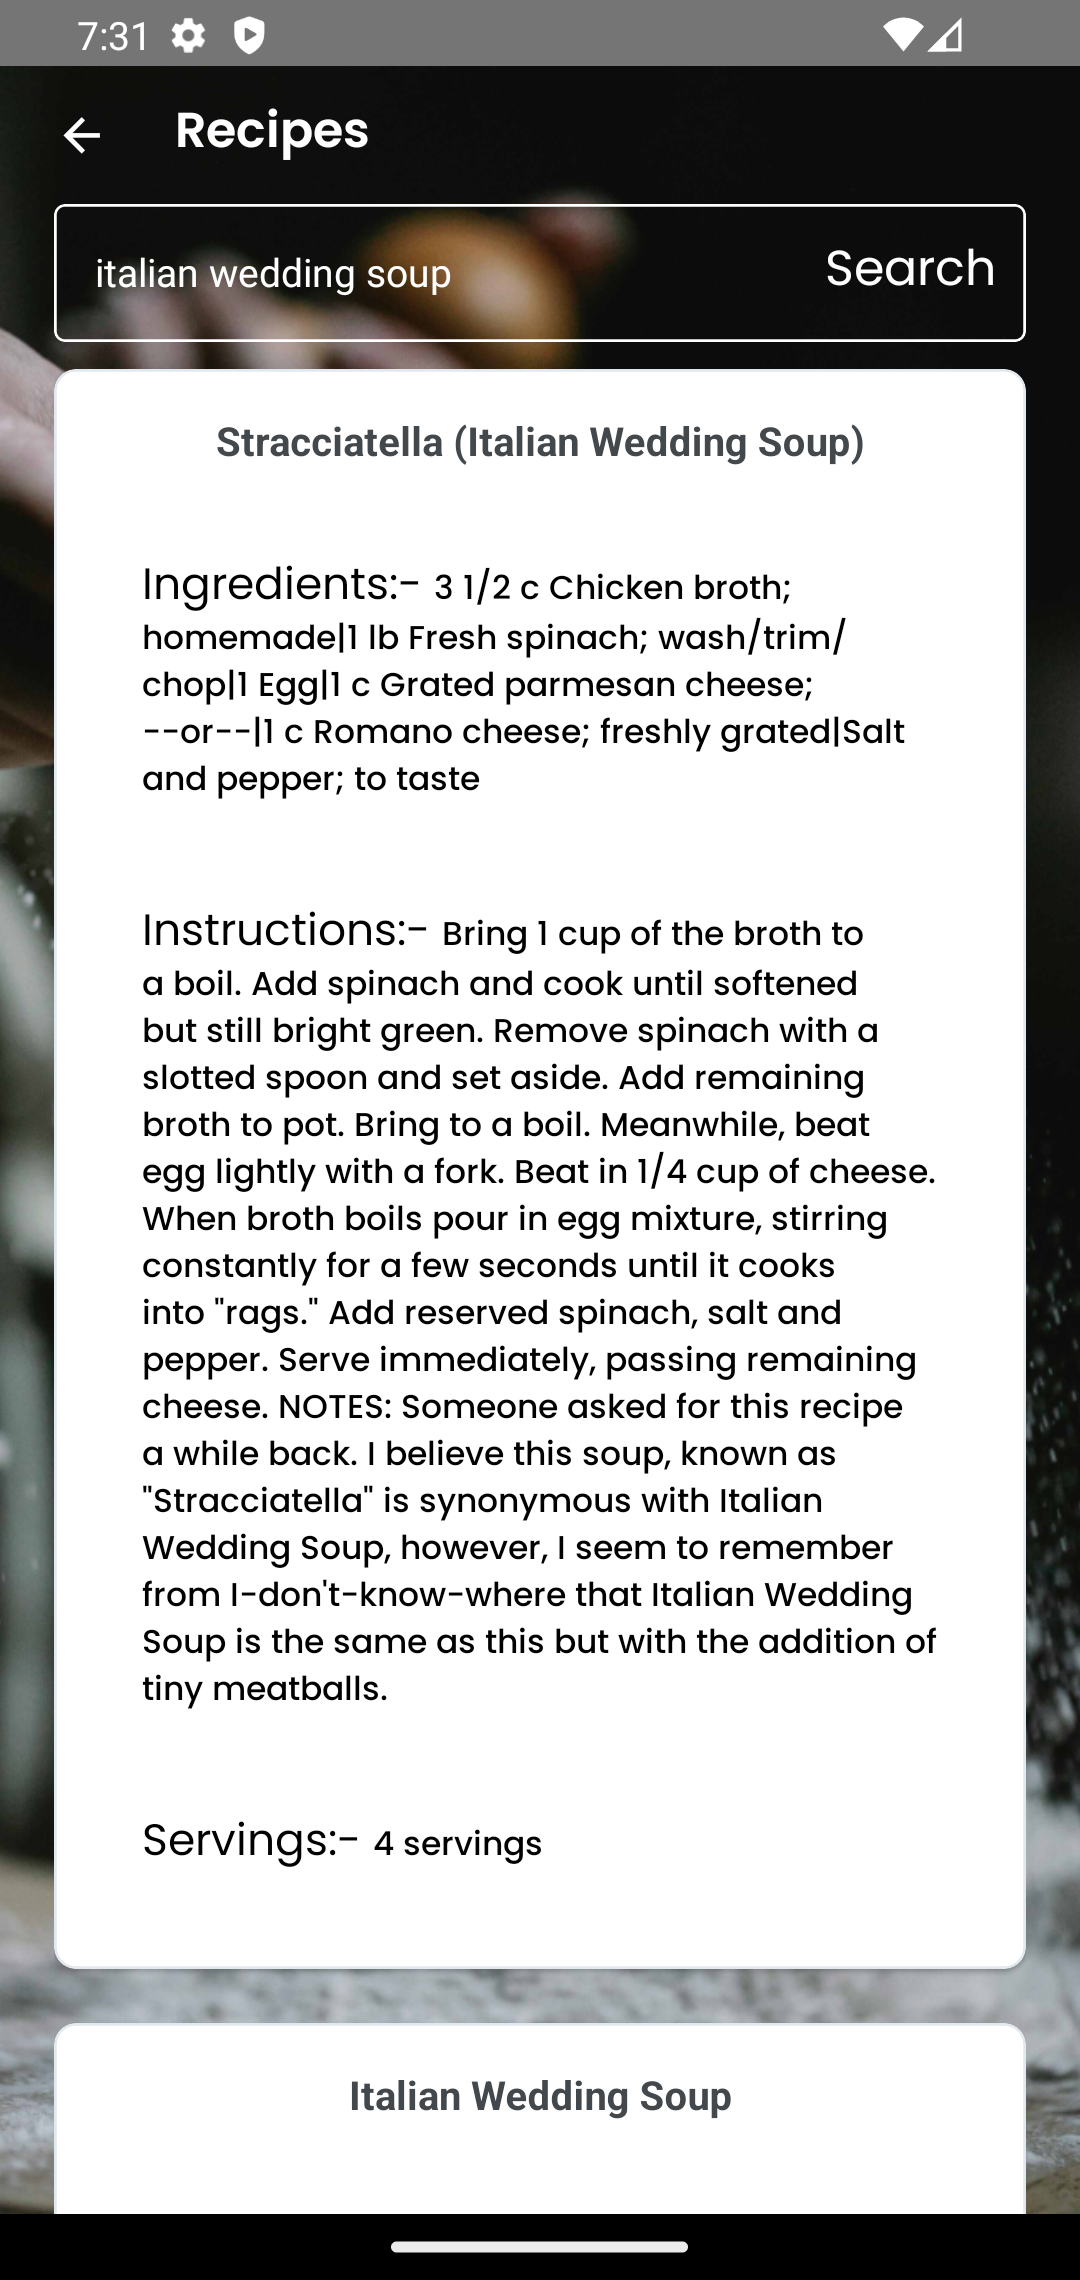 7:31
Recipes
italian wedding soup
Search
Stracciatella (Italian Wedding Soup)
Ingredients:- 3 1/2 c Chicken broth;
homemade|1 lb Fresh spinach; wash/trim/
chop|1 Egg|1 c Grated parmesan cheese;
--or--|1 c Romano cheese; freshly grated|Salt
and pepper; to taste
Instructions:- Bring 1 cup of the broth to
a boil. Add spinach and cook until softened
but still bright green. Remove spinach with a
slotted spoon and set aside. Add remaining
broth to pot. Bring to a boil. Meanwhile, beat
egg lightly with a fork. Beat in 1/4 cup of cheese.
When broth boils pour in egg mixture, stirring
constantly for a few seconds until it cooks
into "rags." Add reserved spinach, salt and
pepper. Serve immediately, passing remaining
cheese. NOTES: Someone asked for this recipe
a while back. I believe this soup, known as
"Stracciatella" is synonymous with Italian
Wedding Soup, however, I seem to remember
from I-don't-know-where that Italian Wedding
Soup is the same as this but with the addition of
tiny meatballs.
Servings:- 4 servings
Italian Wedding Soup